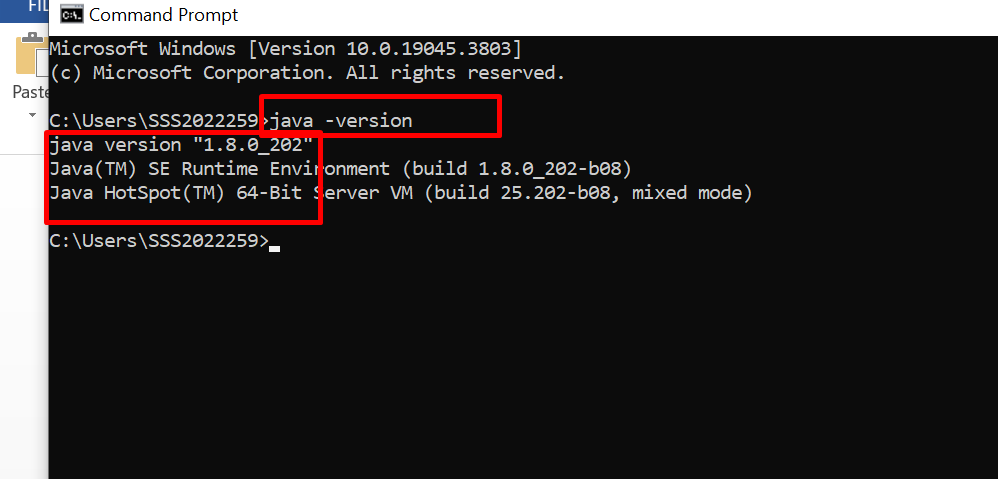 FIL
Command Prompt
Paste
Microsoft Windows [Version 10.0.19045.3803]
(c) Microsoft Corporation. All rights reserved.
C:\Users\SSS2022259>java -version
java version "1.8.0_202"
Java(TM) SE Runtime Environment (build 1.8.0_202-b08)
Java HotSpot(TM) 64-Bit Server VM (build 25.202-b08, mixed mode)
C:\Users\SSS2022259>